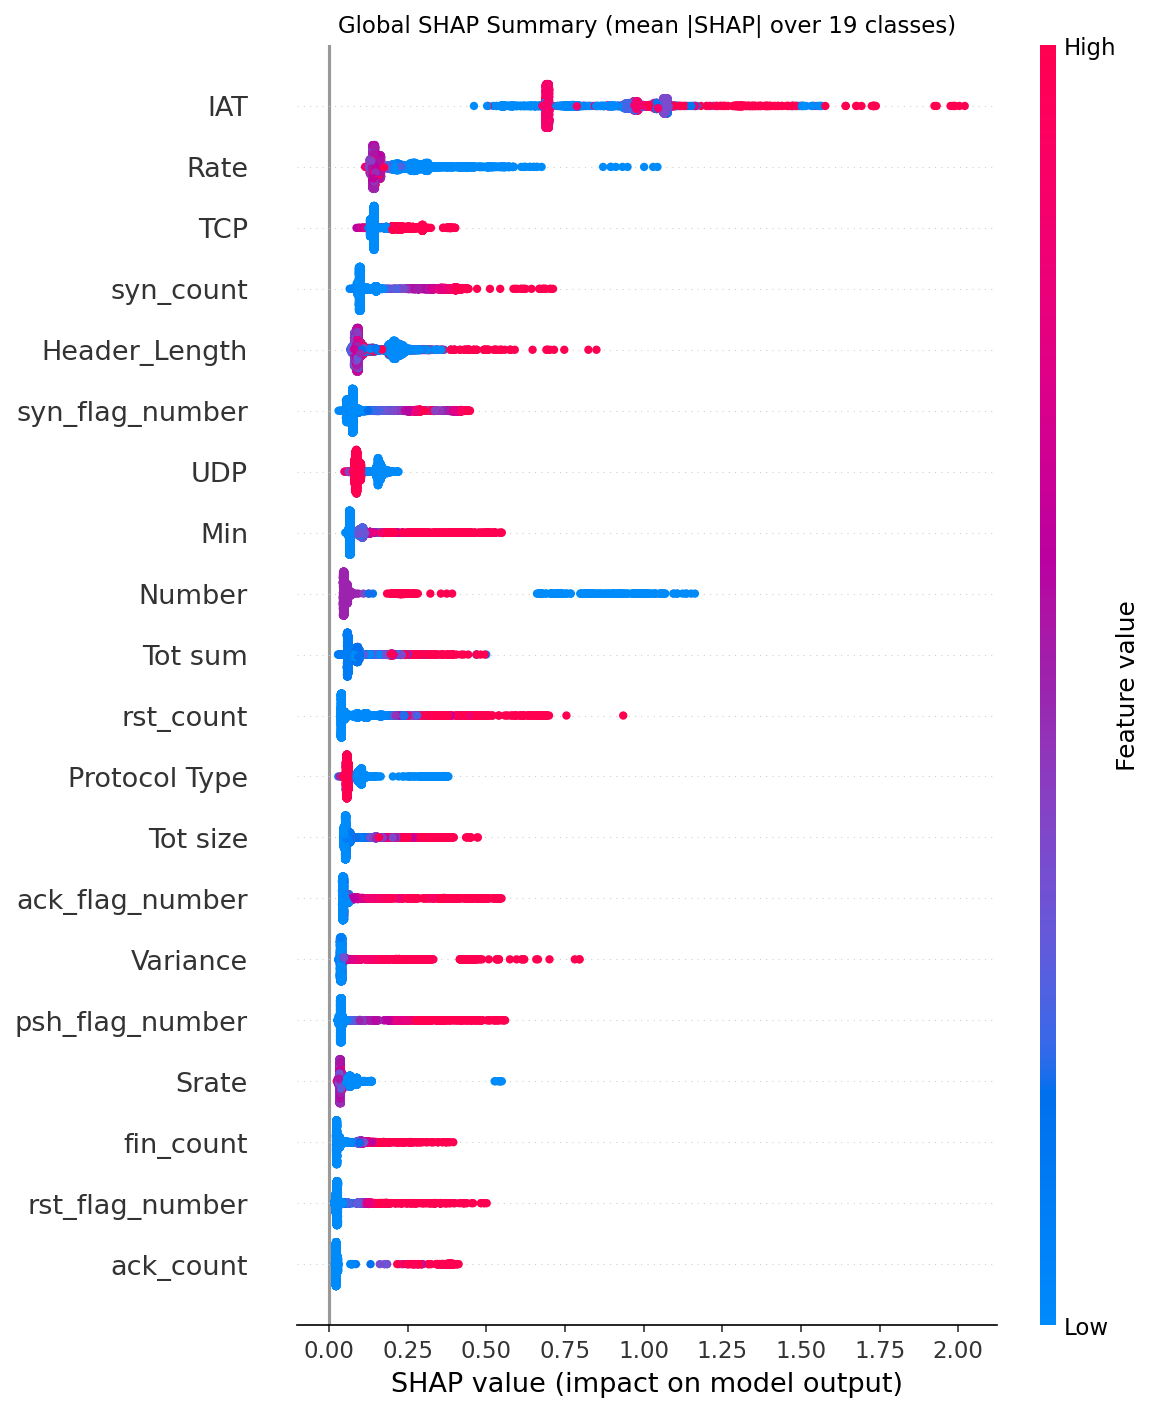 Global SHAP Summary (mean |SHAP| over 19 classes)
High
IAT
Rate
TCP
syn_count
Header_Length
syn_flag_number
UDP
Min
Number
Tot sum
rst_count
Protocol Type
Tot size
ack_flag_number
Variance
psh_flag_number
Srate
fin_count
rst_flag_number
ack_count
Feature value
Low
0.00 0.25 0.50 0.75 1.00 1.25 1.50 1.75 2.00
SHAP value (impact on model output)